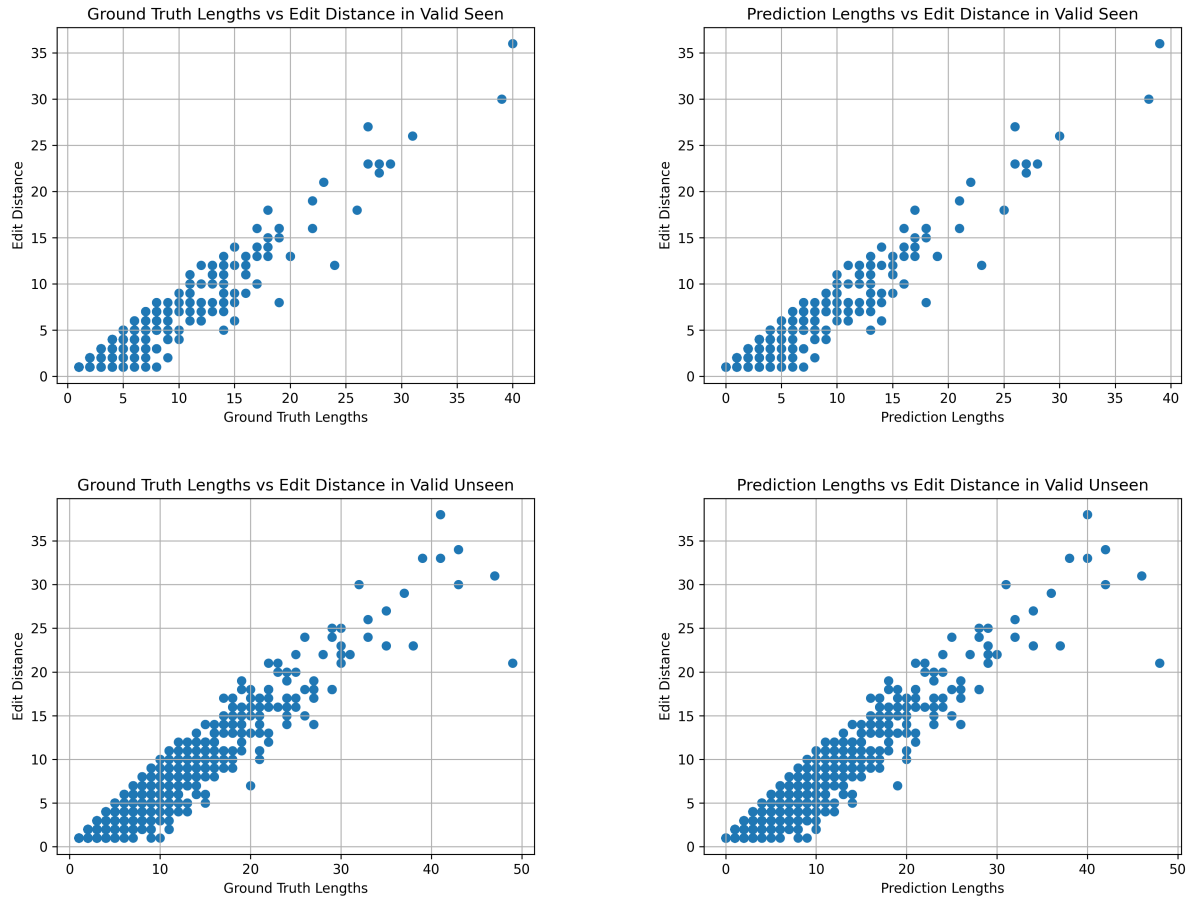 Ground Truth Lengths vs Edit Distance in Valid Seen
Edit Distance
35
30
25
20
15
10
5
0
0 5 10 15 20 25 30 35 40
Ground Truth Lengths
Prediction Lengths vs Edit Distance in Valid Seen
Edit Distance
35
30
25
20
15
10
5
0
0 5 10 15 20 25 30 35 40
Prediction Lengths
Ground Truth Lengths vs Edit Distance in Valid Unseen
Edit Distance
35
30
25
20
15
10
5
0
0 10 20 30 40 50
Ground Truth Lengths
Prediction Lengths vs Edit Distance in Valid Unseen
Edit Distance
35
30
25
20
15
10
5
0
0 10 20 30 40 50
Prediction Lengths